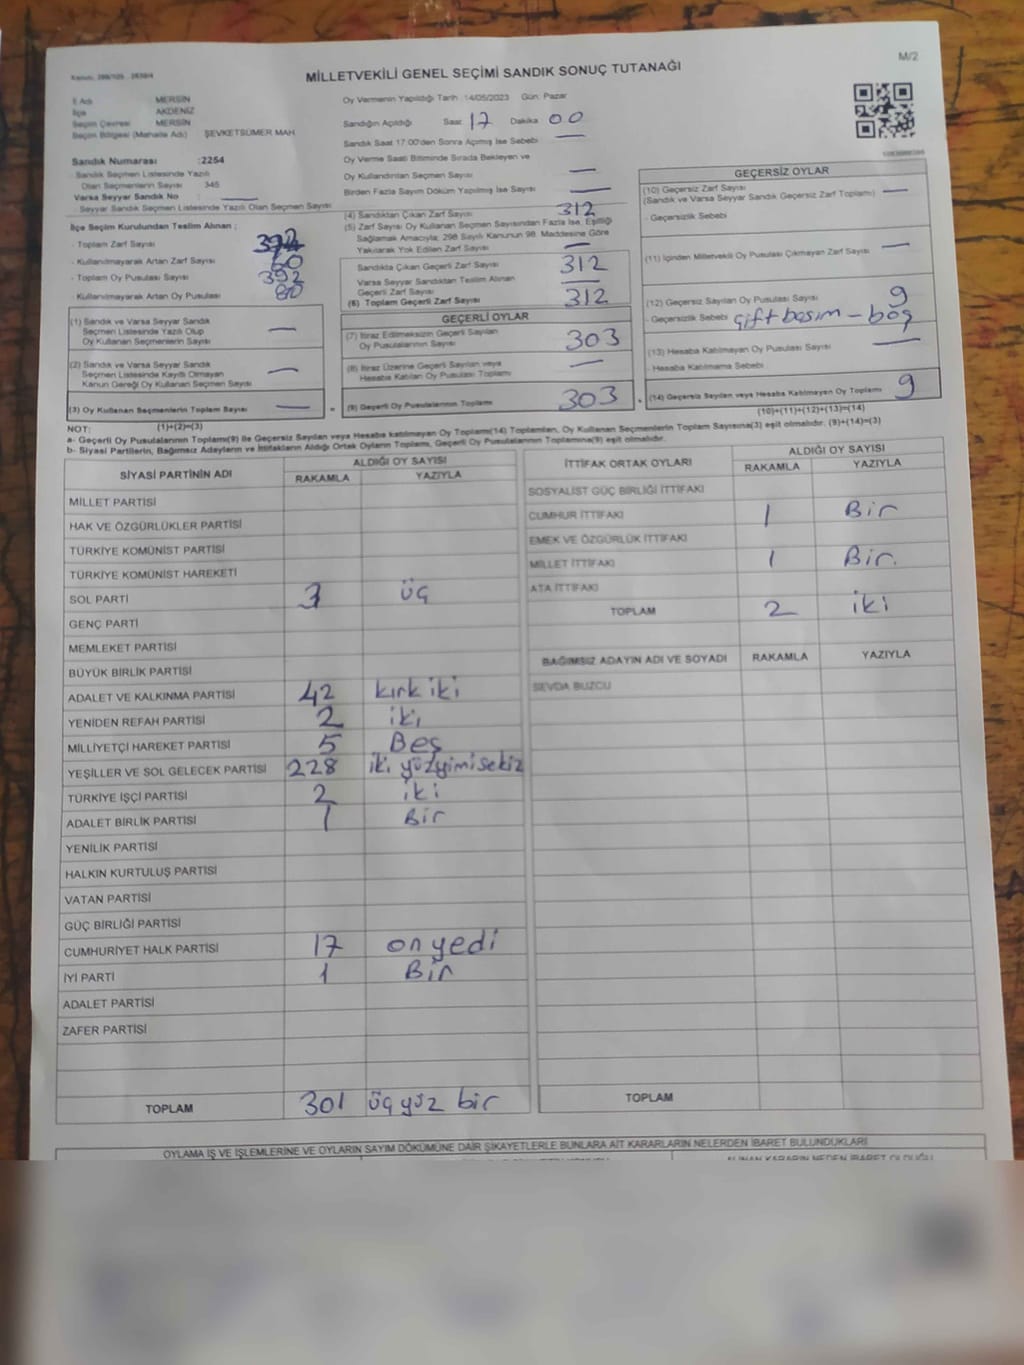 M/2
MİLLETVEKİLİ GENEL SEÇİMİ SANDIK SONUÇ TUTANAĞI
İl Adı MERSİN
İlçe AKDENİZ
Seçim Çevresi MERSİN
Seçim Bölgesi (Mahalle Adı) ŞEVKETSÜMER MAH
Sandık Numarası :2254
- Sandık Seçmen Listesinde Yazılı
Olan Seçmenlerin Sayısı 345
Varsa Seyyar Sandık No
- Seyyar Sandık Seçmen Listesinde Yazılı Olan Seçmen Sayısı
İlçe Seçim Kurulundan Teslim Alınan ;
- Toplam Zarf Sayısı
- Kullanılmayarak Artan Zarf Sayısı 80
- Toplam Oy Pusulası Sayısı 392
- Kullanılmayarak Artan Oy Pusulası 80
Oy Vermenin Yapıldığı Tarih :14/05/2023 Gün: Pazar
Sandığın Açıldığı Saat 17 Dakika 00
Sandık Saat 17:00'den Sonra Açılmış İse Sebebi —
Oy Verme Saati Bitiminde Sırada Bekleyen ve
Oy Kullandırılan Seçmen Sayısı —
Birden Fazla Sayım Döküm Yapılmış İse Sayısı —
(4) Sandıktan Çıkan Zarf Sayısı 312
(5) Zarf Sayısı Oy Kullanan Seçmen Sayısından Fazla İse, Eşitliği
Sağlamak Amacıyla; 298 Sayılı Kanunun 98. Maddesine Göre
Yakılarak Yok Edilen Zarf Sayısı —
Sandıkta Çıkan Geçerli Zarf Sayısı 312
Varsa Seyyar Sandıktan Teslim Alınan
Geçerli Zarf Sayısı —
(6) Toplam Geçerli Zarf Sayısı 312
GEÇERSİZ OYLAR
(10) Geçersiz Zarf Sayısı —
(Sandık ve Varsa Seyyar Sandık Geçersiz Zarf Toplamı)
- Geçersizlik Sebebi
(11) İçinden Milletvekili Oy Pusulası Çıkmayan Zarf Sayısı —
(12) Geçersiz Sayılan Oy Pusulası Sayısı 9
- Geçersizlik Sebebi çift basım - boş
(13) Hesaba Katılmayan Oy Pusulası Sayısı —
- Hesaba Katılmama Sebebi
(14) Geçersiz Sayılan veya Hesaba Katılmayan Oy Toplamı 9
(10)+(11)+(12)+(13)=(14)
(1) Sandık ve Varsa Seyyar Sandık
Seçmen Listesinde Yazılı Olup
Oy Kullanan Seçmenlerin Sayısı —
(2) Sandık ve Varsa Seyyar Sandık
Seçmen Listesinde Kayıtlı Olmayan
Kanun Gereği Oy Kullanan Seçmen Sayısı —
(3) Oy Kullanan Seçmenlerin Toplam Sayısı —
(1)+(2)=(3)
GEÇERLİ OYLAR
(7) İtiraz Edilmeksizin Geçerli Sayılan
Oy Pusulalarının Sayısı 303
(8) İtiraz Üzerine Geçerli Sayılan veya
Hesaba Katılan Oy Pusulası Toplamı —
(9) Geçerli Oy Pusulalarının Toplamı 303
NOT:
a- Geçerli Oy Pusulalarının Toplamı(9) ile Geçersiz Sayılan veya Hesaba katılmayan Oy Toplamı(14) Toplamları, Oy Kullanan Seçmenlerin Toplam Sayısına(3) eşit olmalıdır. (9)+(14)=(3)
b- Siyasi Partilerin, Bağımsız Adayların ve İttifakların Aldığı Ortak Oyların Toplamı, Geçerli Oy Pusulalarının Toplamına(9) eşit olmalıdır.
SİYASİ PARTİNİN ADI ALDIĞI OY SAYISI
RAKAMLA YAZIYLA
MİLLET PARTİSİ
HAK VE ÖZGÜRLÜKLER PARTİSİ
TÜRKİYE KOMÜNİST PARTİSİ
TÜRKİYE KOMÜNİST HAREKETİ
SOL PARTİ 3 üç
GENÇ PARTİ
MEMLEKET PARTİSİ
BÜYÜK BİRLİK PARTİSİ
ADALET VE KALKINMA PARTİSİ 42 kırk iki
YENİDEN REFAH PARTİSİ 2 iki
MİLLİYETÇİ HAREKET PARTİSİ 5 Beş
YEŞİLLER VE SOL GELECEK PARTİSİ 228 iki yüzyimisekiz
TÜRKİYE İŞÇİ PARTİSİ 2 iki
ADALET BİRLİK PARTİSİ 1 Bir
YENİLİK PARTİSİ
HALKIN KURTULUŞ PARTİSİ
VATAN PARTİSİ
GÜÇ BİRLİĞİ PARTİSİ
CUMHURİYET HALK PARTİSİ 17 on yedi
İYİ PARTİ 1 Bir
ADALET PARTİSİ
ZAFER PARTİSİ
TOPLAM 301 üçyüz bir
İTTİFAK ORTAK OYLARI ALDIĞI OY SAYISI
RAKAMLA YAZIYLA
SOSYALİST GÜÇ BİRLİĞİ İTTİFAKI
CUMHUR İTTİFAKI 1 Bir
EMEK VE ÖZGÜRLÜK İTTİFAKI
MİLLET İTTİFAKI 1 Bir.
ATA İTTİFAKI
TOPLAM 2 iki
BAĞIMSIZ ADAYIN ADI VE SOYADI RAKAMLA YAZIYLA
SEVDA BUZCU
TOPLAM
OYLAMA İŞ VE İŞLEMLERİNE VE OYLARIN SAYIM DÖKÜMÜNE DAİR ŞİKAYETLERLE BUNLARA AİT KARARLARIN NELERDEN İBARET BULUNDUKLARI
ALINAN KARARIN NEDEN İBARET OLDUĞU